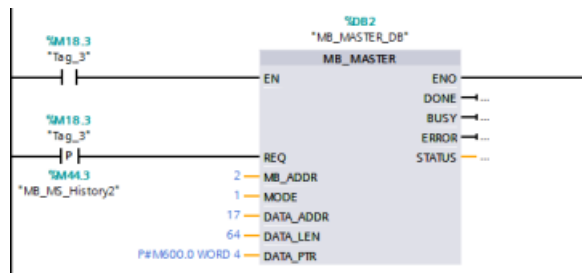 %DB2
"MB_MASTER_DB"
%M18.3
"Tag_3"
MB_MASTER
EN
ENO
DONE
...
BUSY
...
ERROR
...
%M18.3
"Tag_3"
P
REQ
STATUS
...
%M44.3
2
MB_ADDR
"MB_MS_History2"
1
MODE
17
DATA_ADDR
64
DATA_LEN
P#M600.0 WORD 4
DATA_PTR